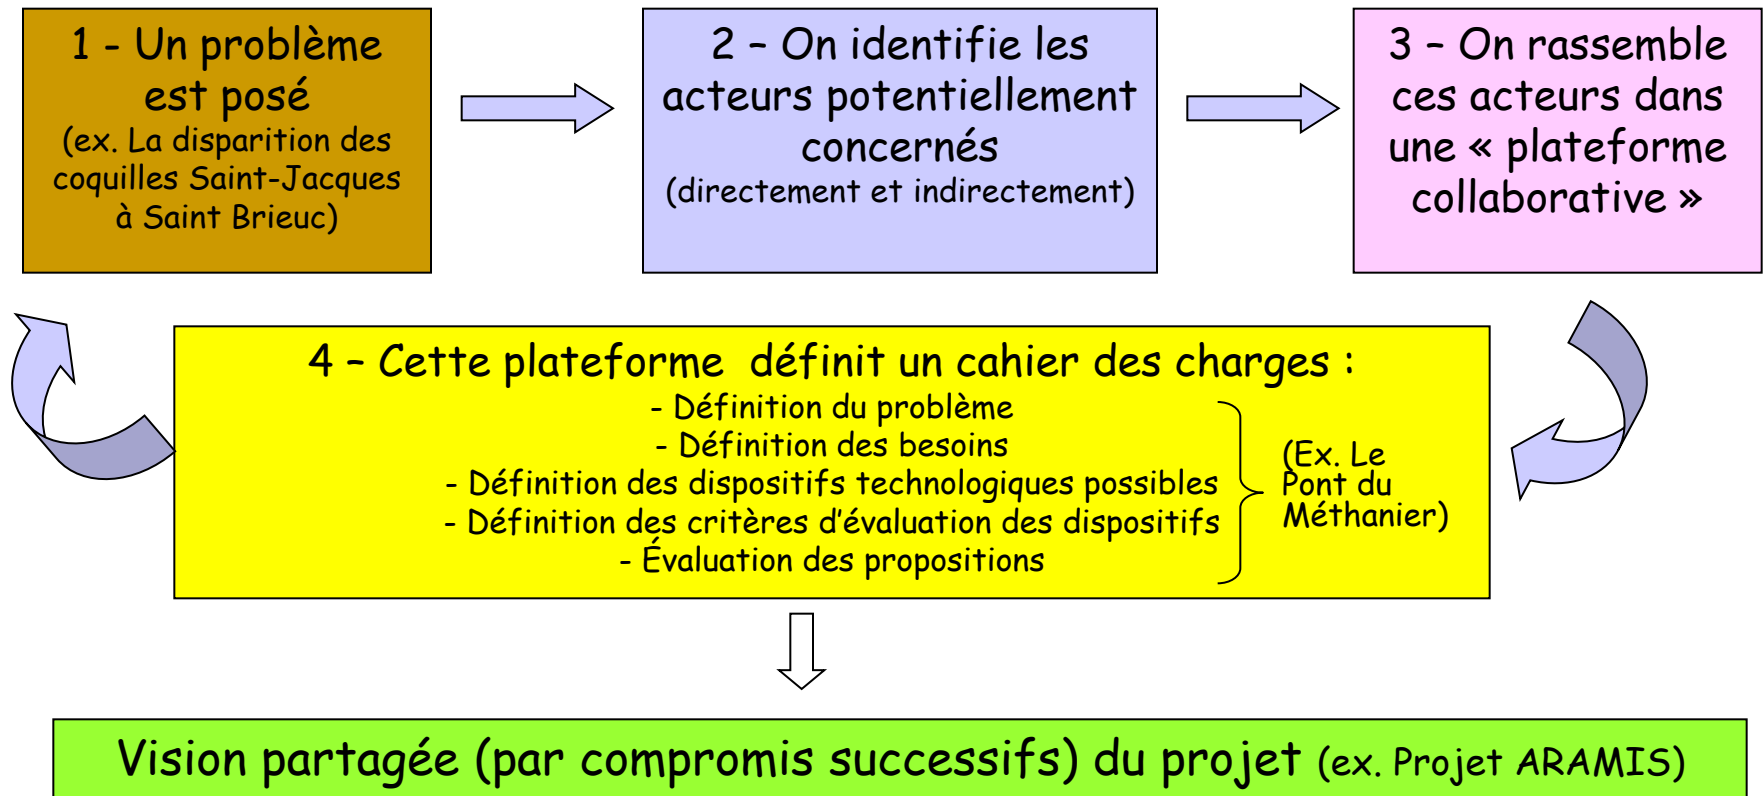 1 - Un problème
est posé
(ex. La disparition des
coquilles Saint-Jacques
à Saint Brieuc)
2 – On identifie les
acteurs potentiellement
concernés
(directement et indirectement)
3 – On rassemble
ces acteurs dans
une « plateforme
collaborative »
4 – Cette plateforme définit un cahier des charges :
- Définition du problème
- Définition des besoins
- Définition des dispositifs technologiques possibles
- Définition des critères d’évaluation des dispositifs
- Évaluation des propositions
(Ex. Le
Pont du
Méthanier)
Vision partagée (par compromis successifs) du projet (ex. Projet ARAMIS)